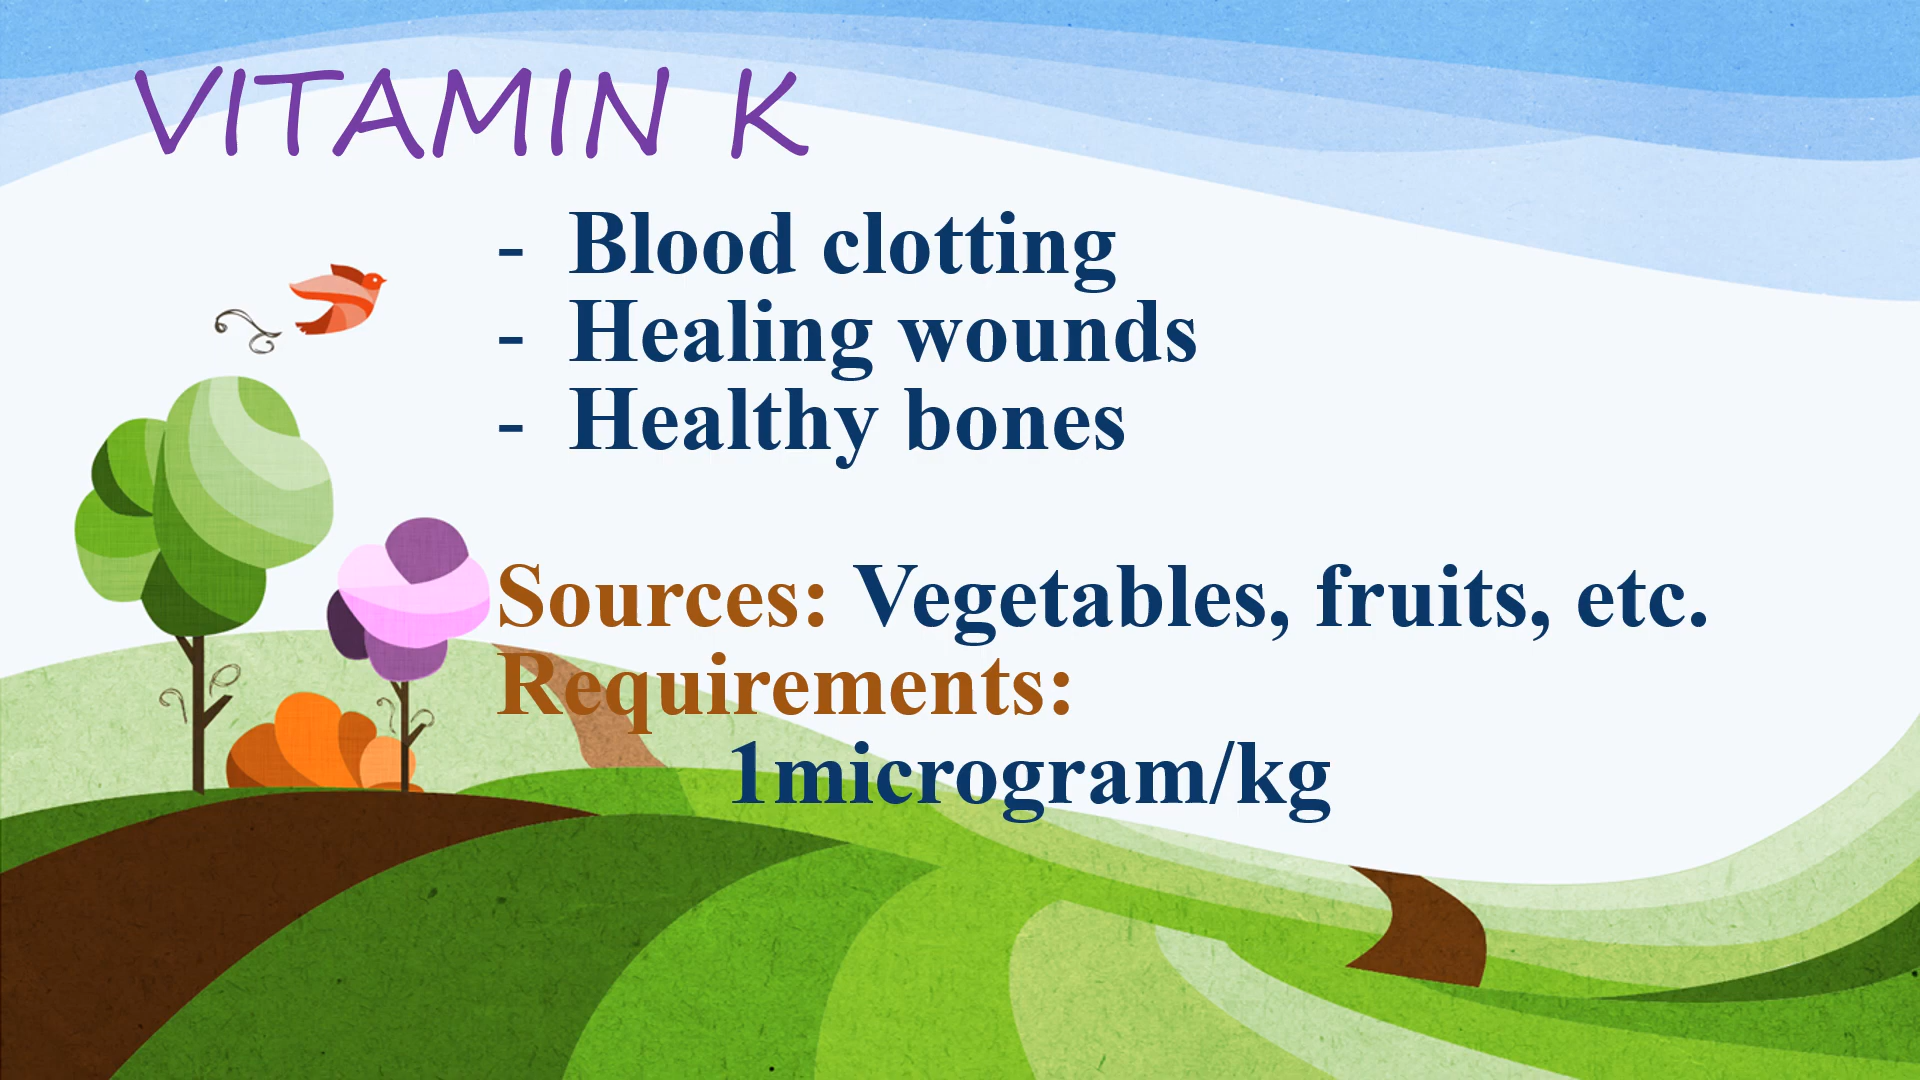 VITAMIN K
- Blood clotting
- Healing wounds
- Healthy bones
Sources: Vegetables, fruits, etc.
Requirements:
1microgram/kg